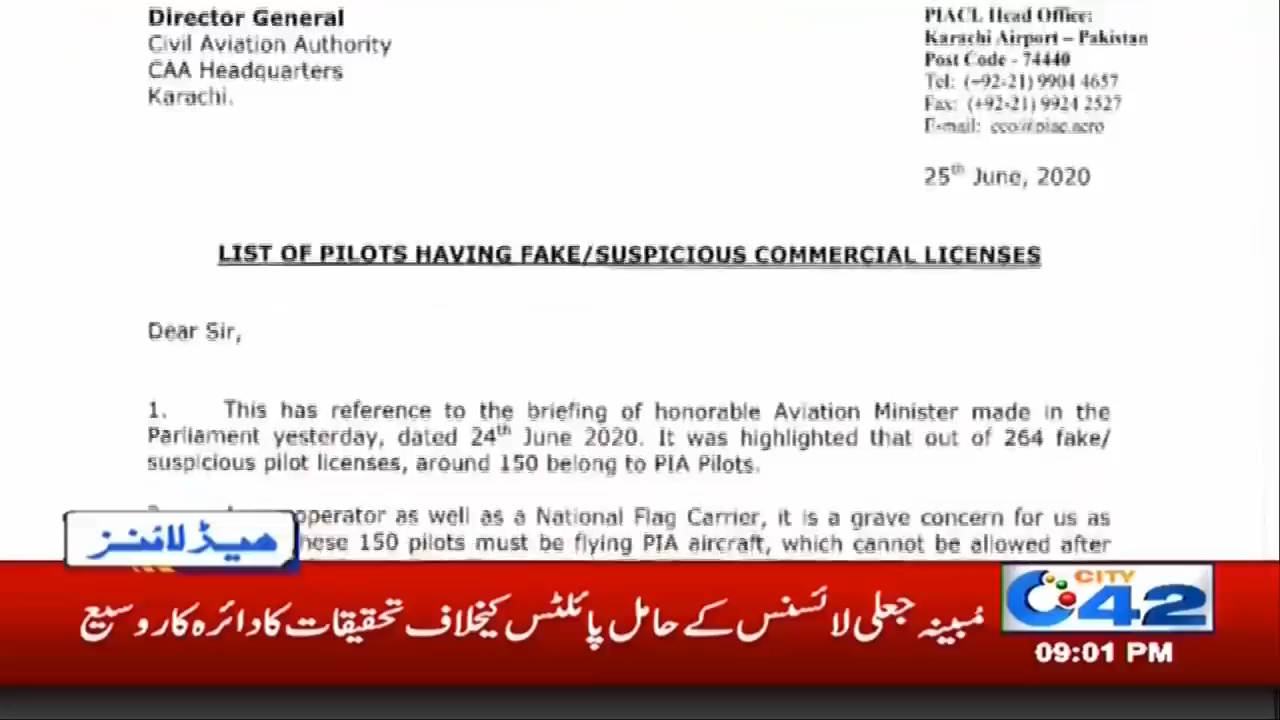 Director General
Civil Aviation Authority
CAA Headquarters
Karachi.
PIACL Head Office:
Karachi Airport – Pakistan
Post Code - 74440
Tel: (+92-21) 9904 4657
Fax: (+92-21) 9924 2527
E-mail:
25th June, 2020
LIST OF PILOTS HAVING FAKE/SUSPICIOUS COMMERCIAL LICENSES
Dear Sir,
1. This has reference to the briefing of honorable Aviation Minister made in the
Parliament yesterday, dated 24th June 2020. It was highlighted that out of 264 fake/
suspicious pilot licenses, around 150 belong to PIA Pilots.
operator as well as a National Flag Carrier, it is a grave concern for us as
hese 150 pilots must be flying PIA aircraft, which cannot be allowed after
ہیڈلائنز
مُبینہ جعلی لائسنس کے حامل پائلٹس کیخلاف تحقیقات کا دائرہ کار وسیع
CITY
42
09:01 PM